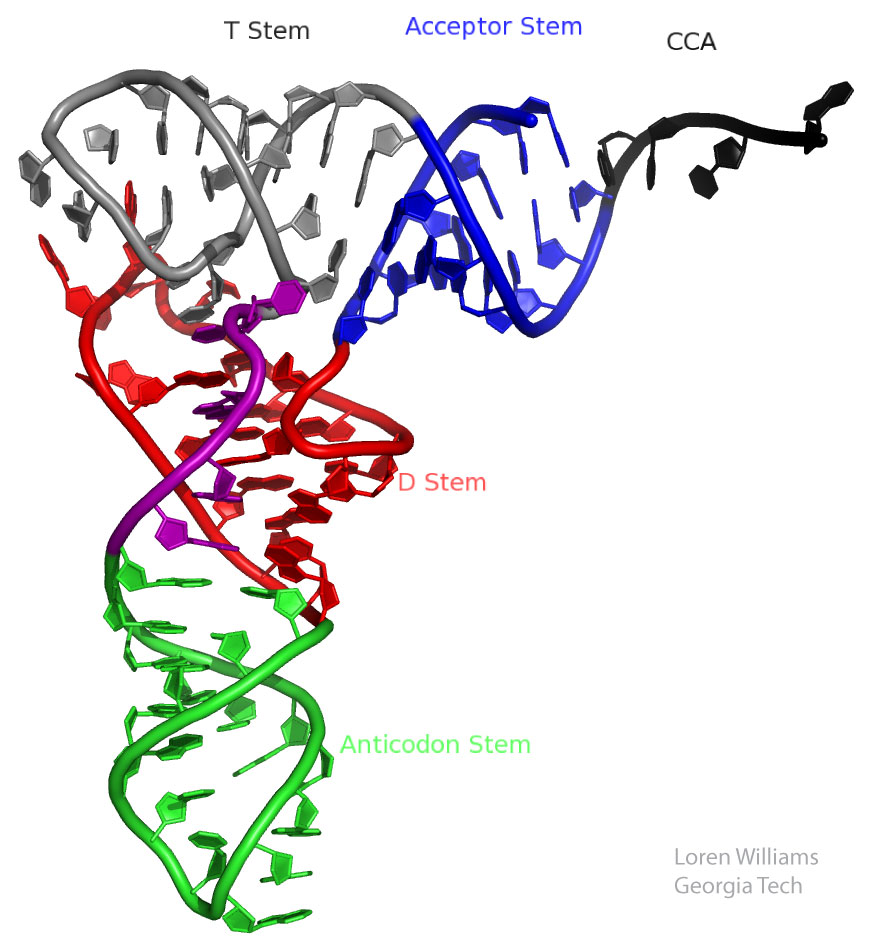 T Stem
Acceptor Stem
CCA
D Stem
Anticodon Stem
Loren Williams
Georgia Tech